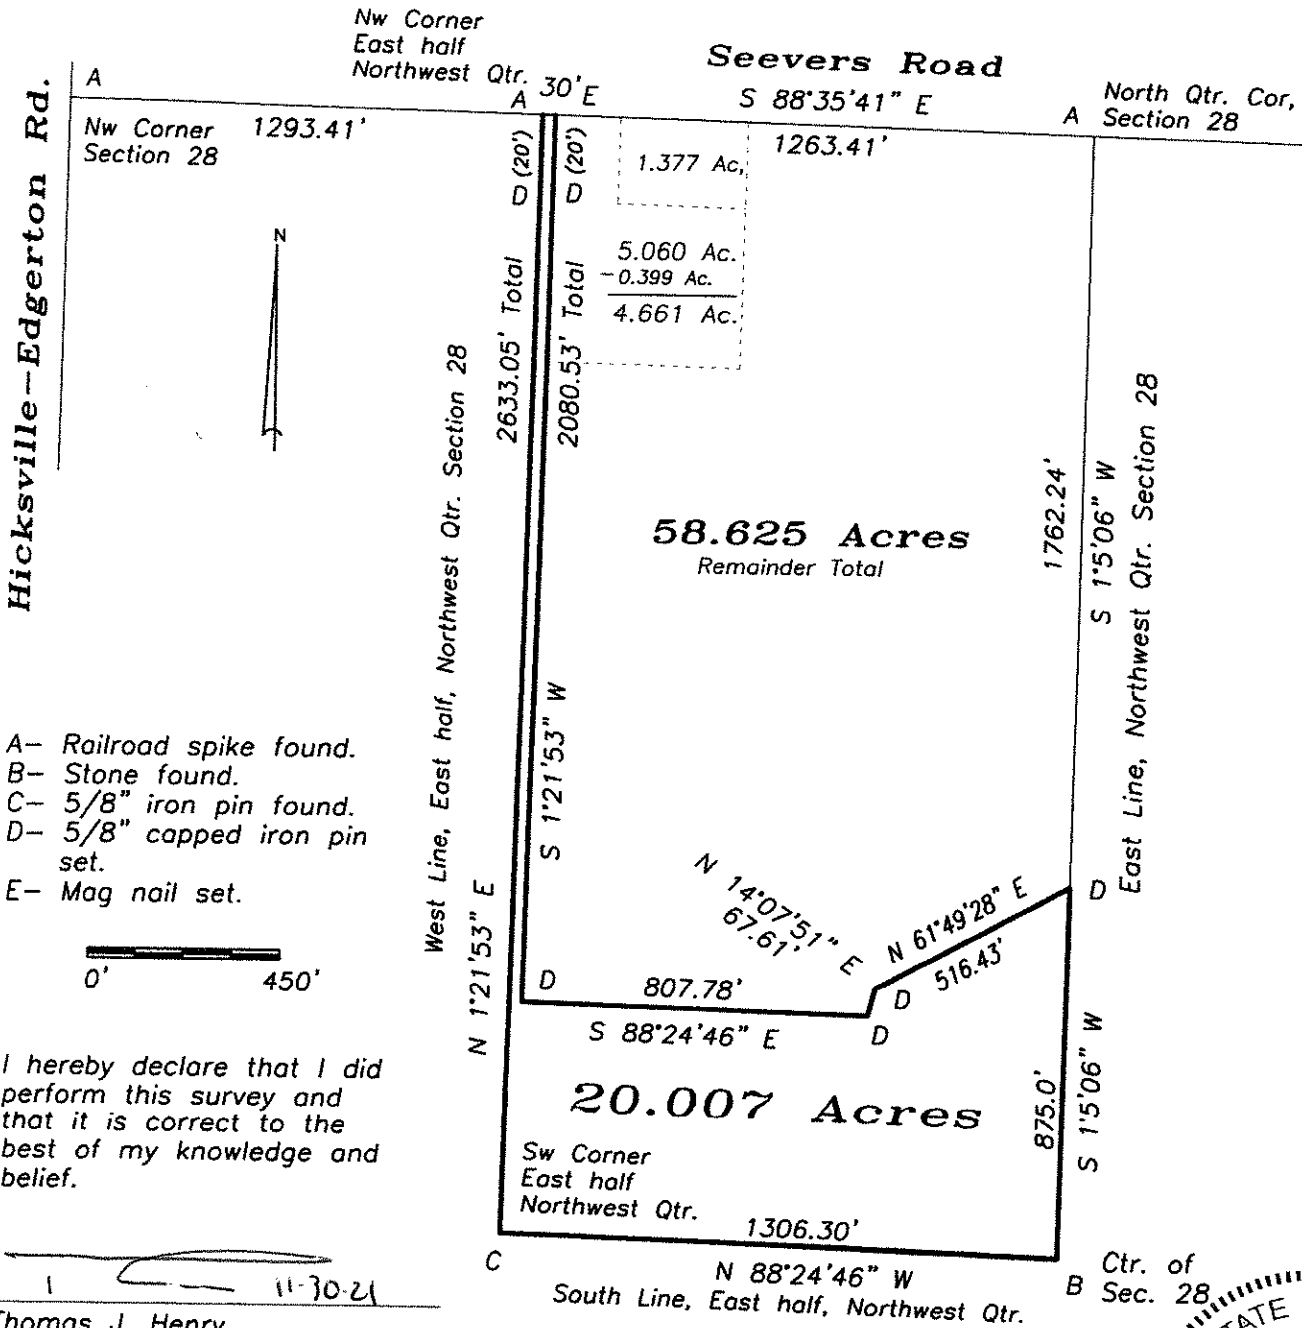 Nw Corner
East half
Northwest Qtr.
Seevers Road
A
A
30'
E
S 88°35'41" E
A
North Qtr. Cor,
Section 28
Nw Corner
Section 28
1293.41'
1263.41'
Hicksville-Edgerton Rd.
N
D (20')
D (20')
1.377 Ac,
5.060 Ac.
-0.399 Ac.
4.661 Ac.
2633.05' Total
2080.53' Total
West Line, East half, Northwest Qtr. Section 28
58.625 Acres
Remainder Total
1762.24'
S 1°5'06" W
East Line, Northwest Qtr. Section 28
S 1°21'53" W
N 1°21'53" E
A- Railroad spike found.
B- Stone found.
C- 5/8" iron pin found.
D- 5/8" capped iron pin
set.
E- Mag nail set.
0' 450'
N 14°07'51" E
67.61'
N 61°49'28" E
516.43'
D
D
807.78'
D
D
S 88°24'46" E
20.007 Acres
875.0'
S 1°5'06" W
I hereby declare that I did
perform this survey and
that it is correct to the
best of my knowledge and
belief.
Sw Corner
East half
Northwest Qtr.
1306.30'
C
N 88°24'46" W
South Line, East half, Northwest Qtr.
B
Ctr. of
Sec. 28
11-30-21
Thomas J. Henry